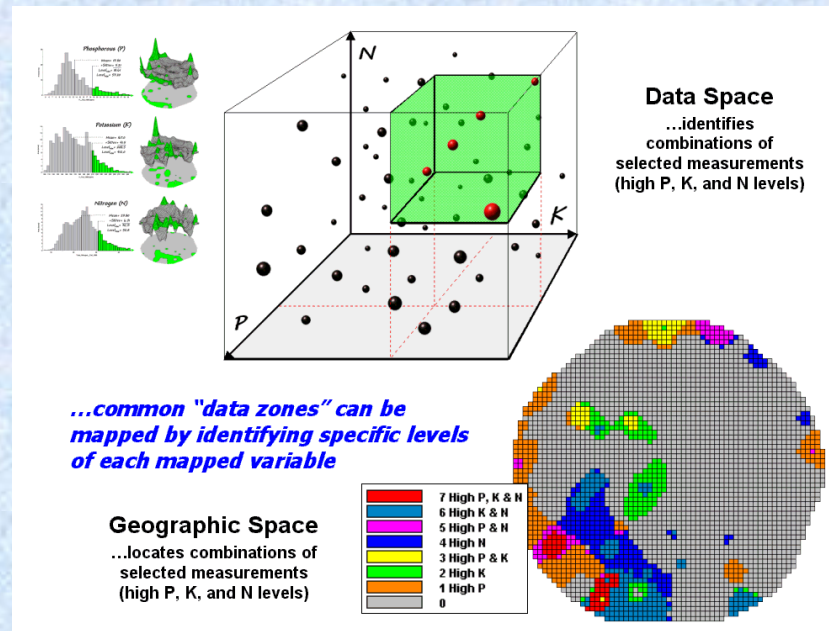 Phosphorous (P)
Potassium (K)
Nitrogen (N)
N
K
P
Data Space
…identifies
combinations of
selected measurements
(high P, K, and N levels)
…common “data zones” can be
mapped by identifying specific levels
of each mapped variable
Geographic Space
…locates combinations of
selected measurements
(high P, K, and N levels)
7 High P, K & N
6 High K & N
5 High P & N
4 High N
3 High P & K
2 High K
1 High P
0